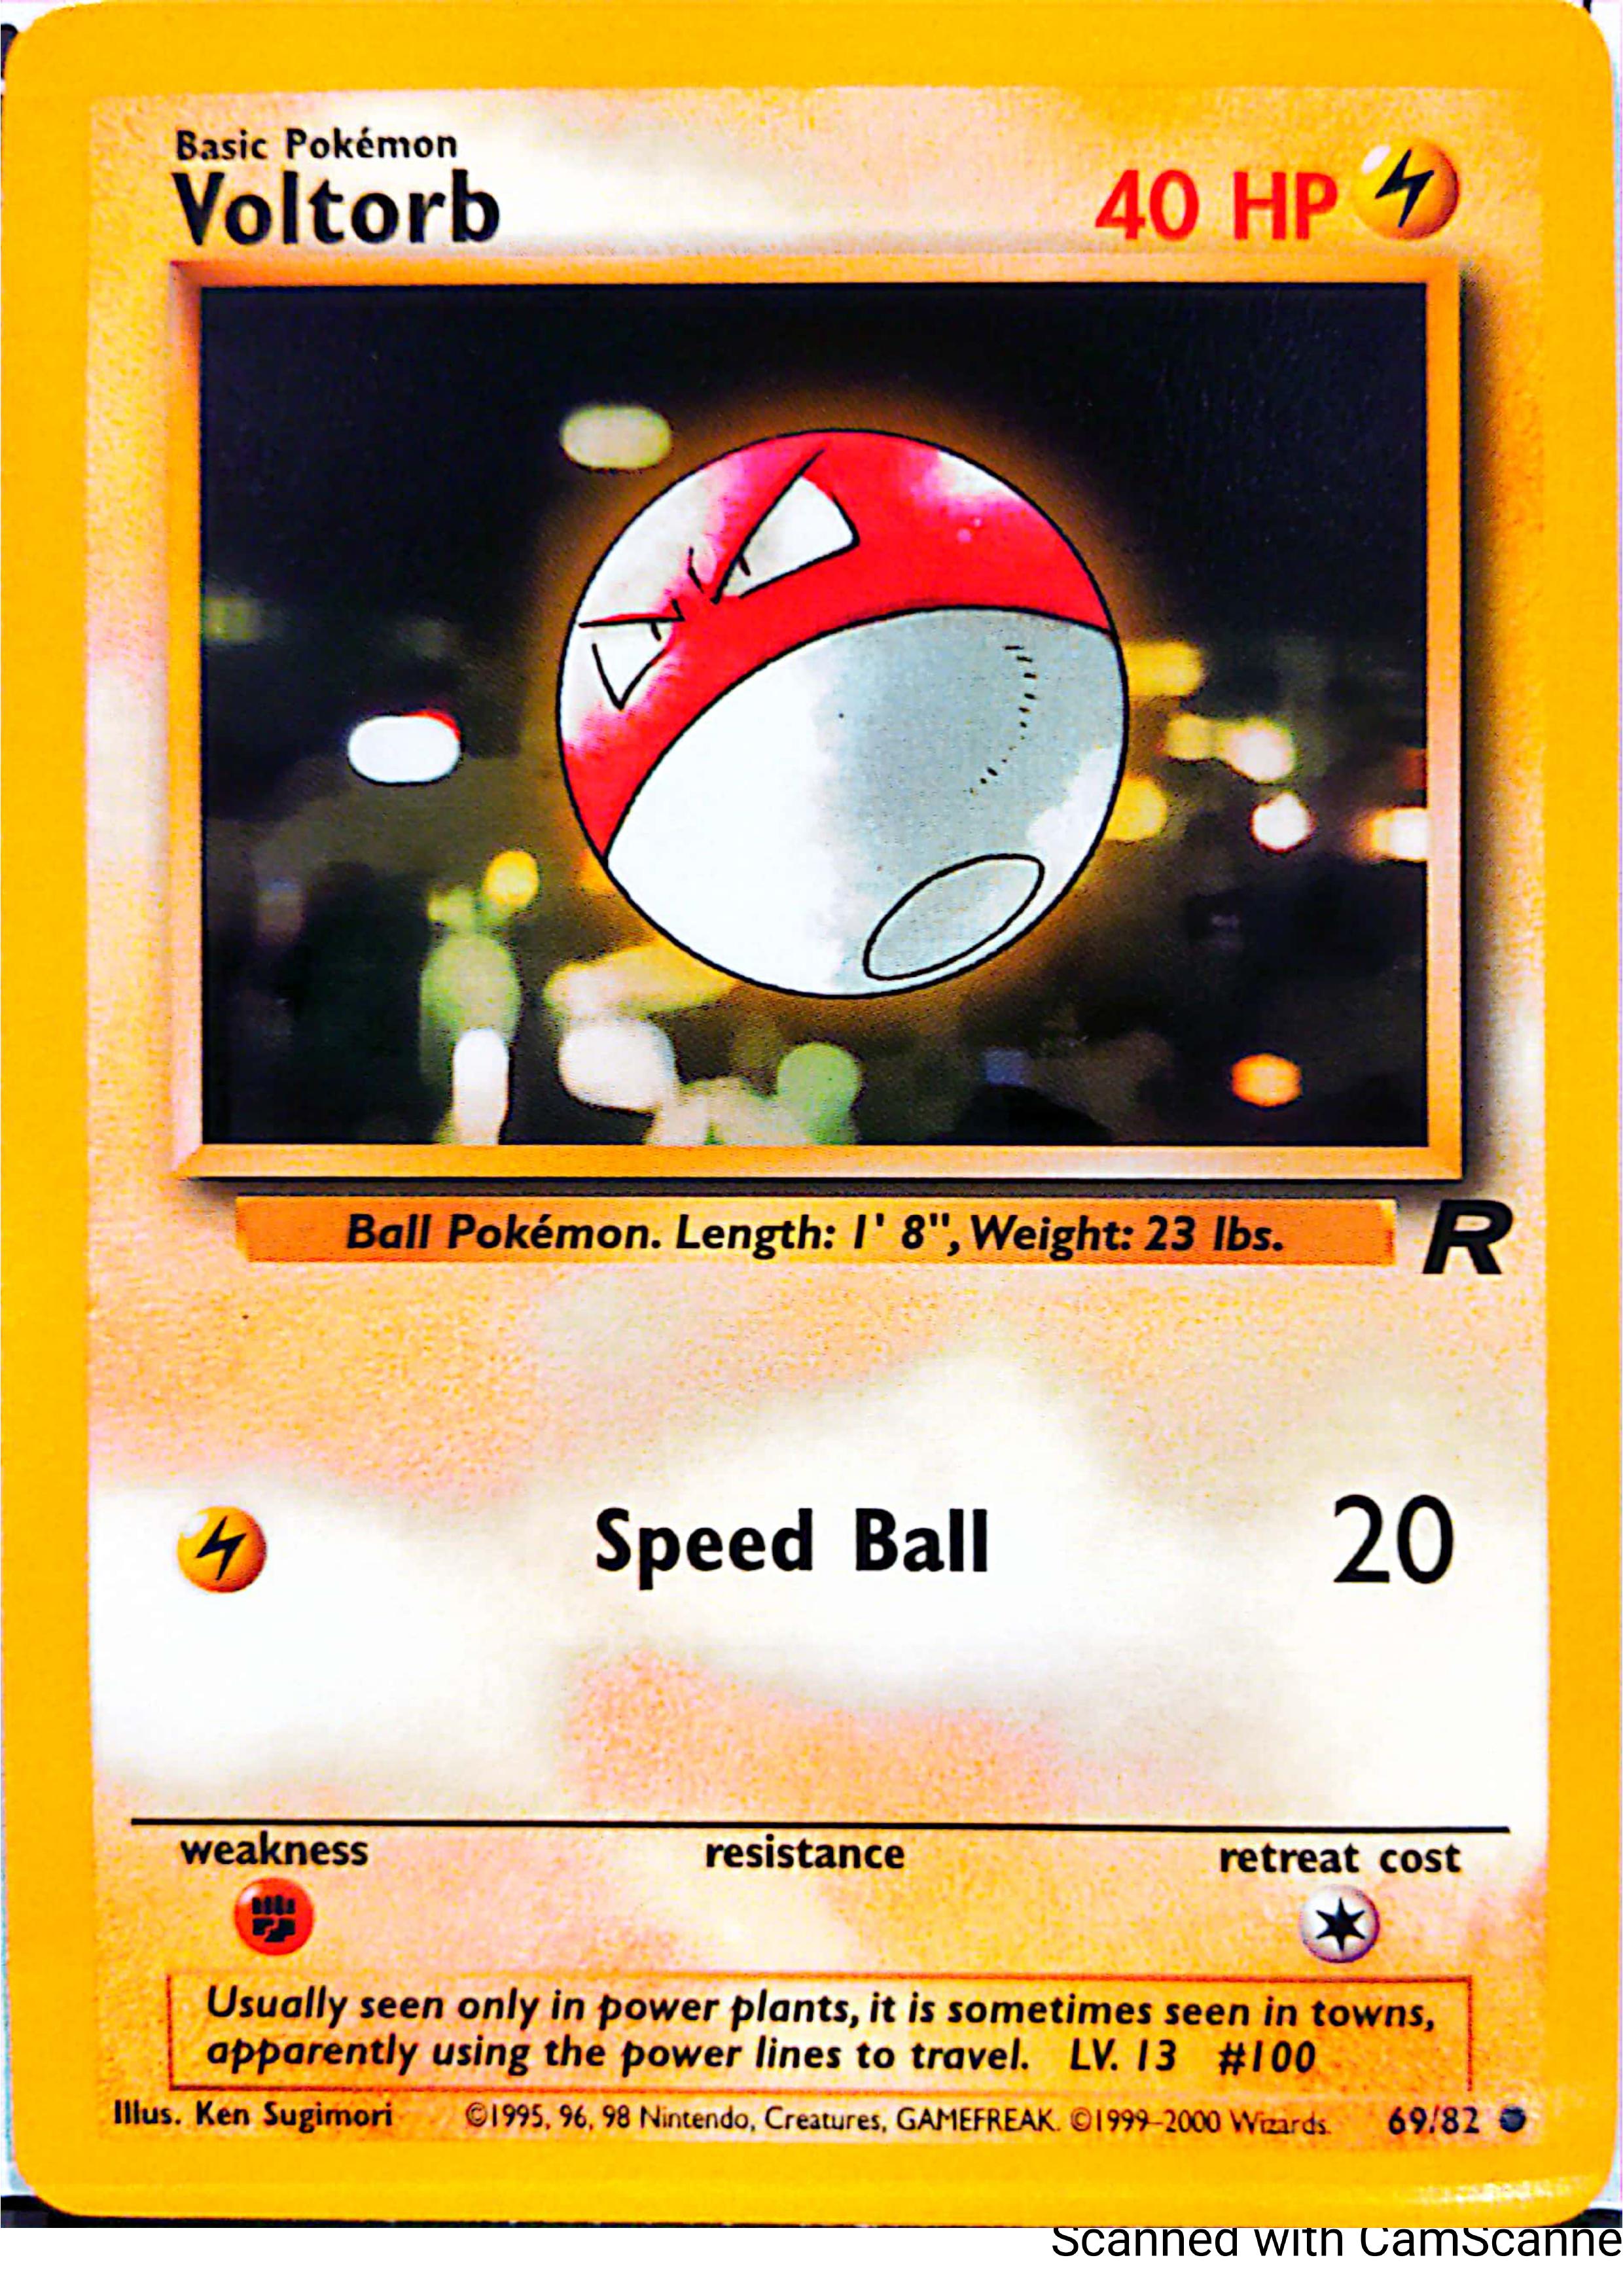 Basic Pokémon
Voltorb
40 HP
Ball Pokémon. Length: 1' 8", Weight: 23 lbs.
R
Speed Ball 20
weakness resistance retreat cost
Usually seen only in power plants, it is sometimes seen in towns,
apparently using the power lines to travel. LV. 13 #100
Illus. Ken Sugimori ©1995, 96, 98 Nintendo, Creatures, GAMEFREAK. ©1999–2000 Wizards. 69/82
Scanned with CamScanne